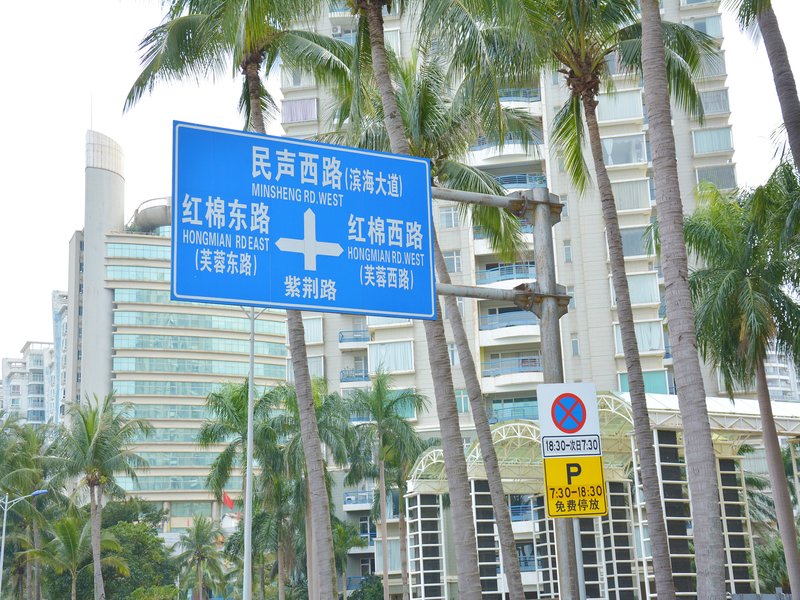 民声西路(滨海大道)
MINSHENG RD.WEST
红棉东路
HONGMIAN RD EAST
(芙蓉东路)
红棉西路
HONGMIAN RD.WEST
(芙蓉西路)
紫荆路
18:30-次日7:30
P
7:30-18:30
免费停放